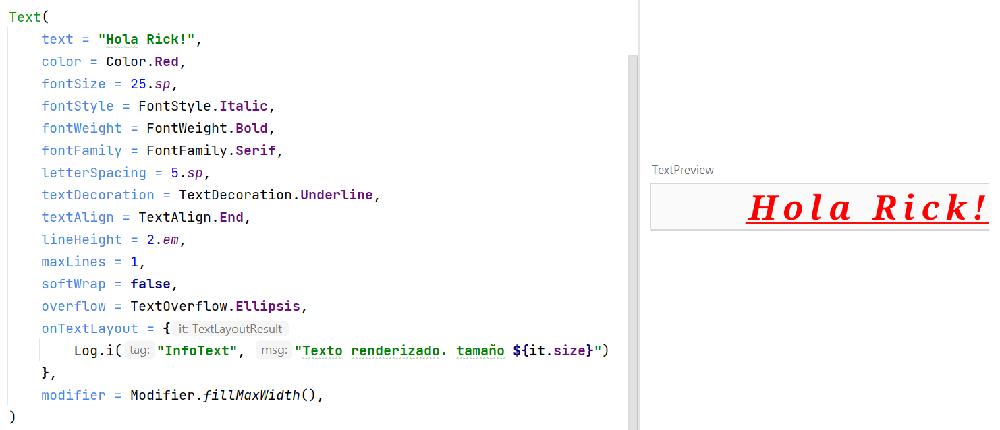 Text(
    text = "Hola Rick!",
    color = Color.Red,
    fontSize = 25.sp,
    fontStyle = FontStyle.Italic,
    fontWeight = FontWeight.Bold,
    fontFamily = FontFamily.Serif,
    letterSpacing = 5.sp,
    textDecoration = TextDecoration.Underline,
    textAlign = TextAlign.End,
    lineHeight = 2.em,
    maxLines = 1,
    softWrap = false,
    overflow = TextOverflow.Ellipsis,
    onTextLayout = { it: TextLayoutResult
        Log.i( tag: "InfoText", msg: "Texto renderizado. tamaño ${it.size}")
    },
    modifier = Modifier.fillMaxWidth(),
)
TextPreview
Hola Rick!